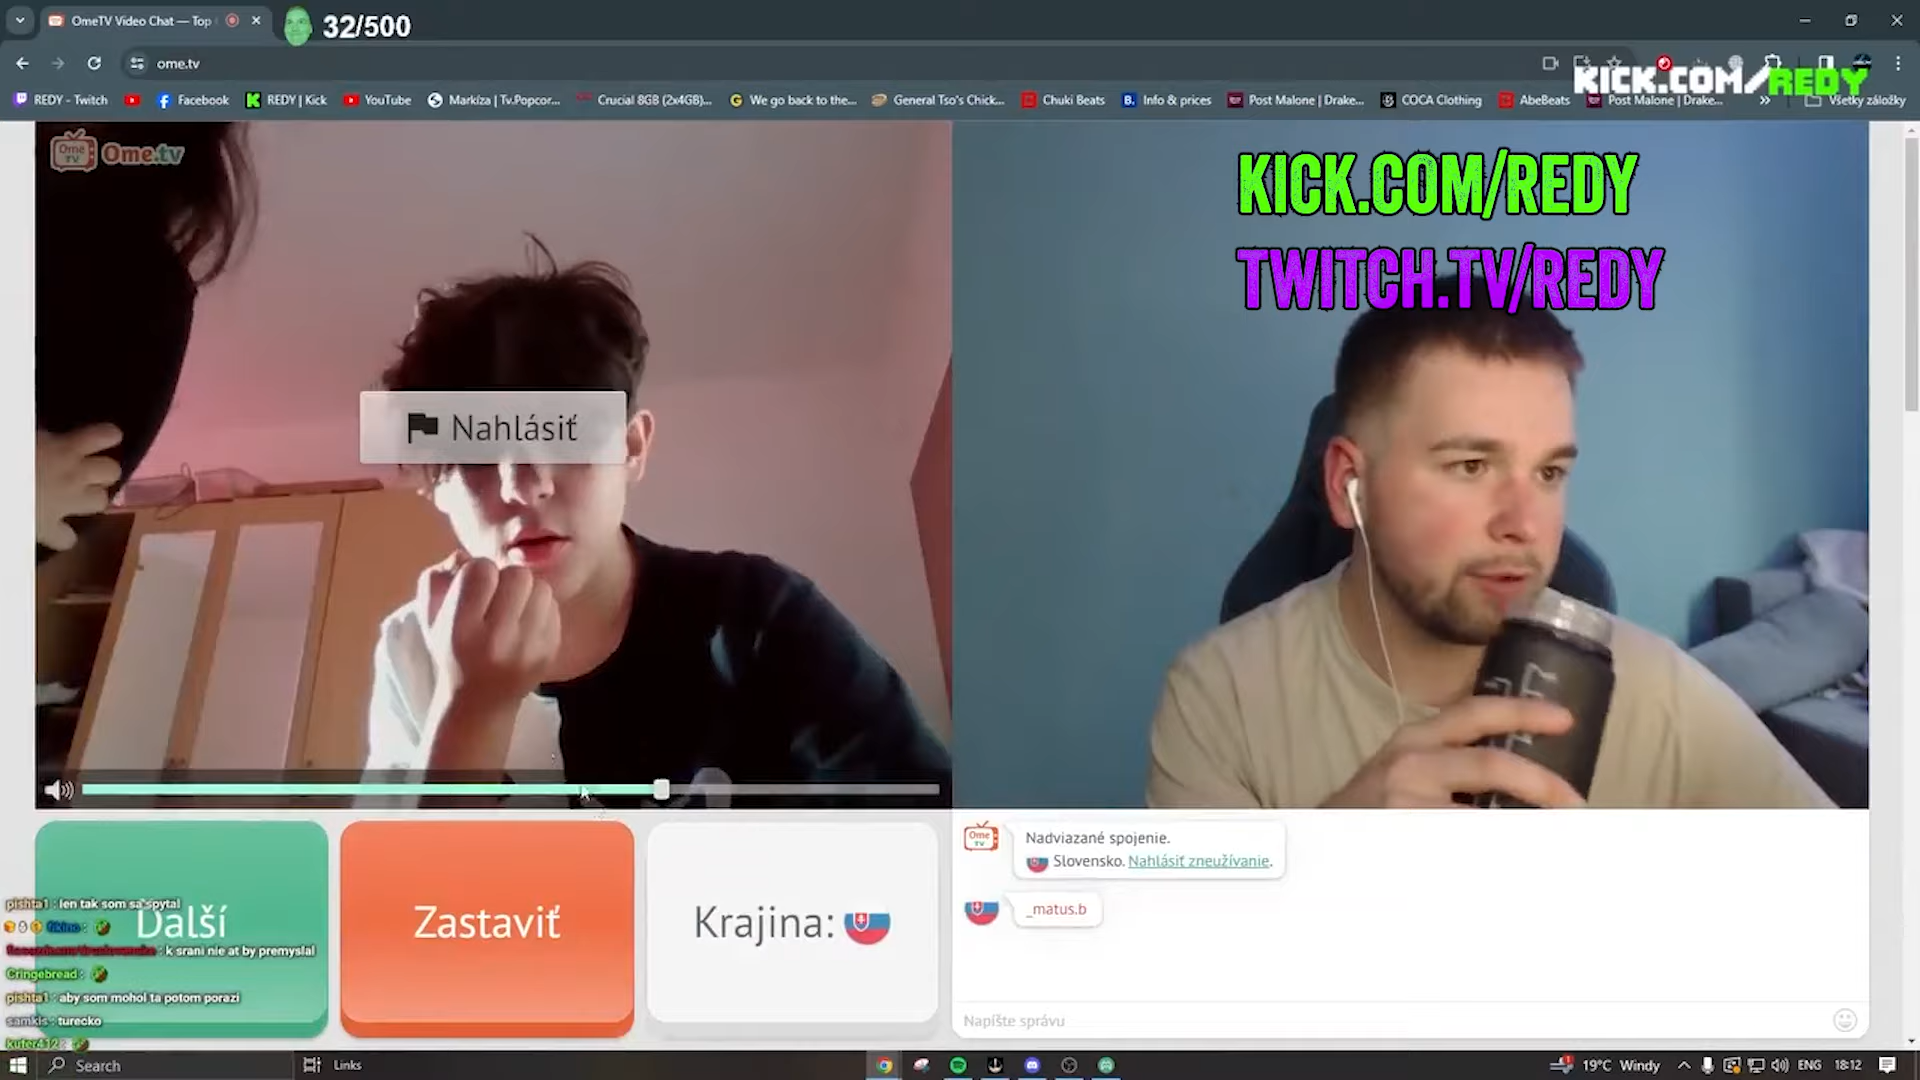 OmeTV Video Chat — Top
32/500
ome.tv
KICK.COM/REDY
REDY - Twitch
Facebook
REDY | Kick
YouTube
Markíza | Tv.Popcor...
Crucial 8GB (2x4GB)...
We go back to the...
General Tso's Chick...
Chuki Beats
Info & prices
Post Malone | Drake...
COCA Clothing
AbeBeats
Post Malone | Drake...
Všetky záložky
Ome.tv
KICK.COM/REDY
TWITCH.TV/REDY
Nahlásiť
Nadviazané spojenie.
Slovensko. Nahlásiť zneužívanie.
_matus.b
Napíšte správu
Ďalší
Zastaviť
Krajina:
pishta1 : len tak som sa spytal
fikino :
: k srani nie at by premyslal
Cringebread :
pishta1 : aby som mohol ta potom porazi
samkls : turecko
kufer412 :
Search
Links
19°C Windy
ENG
18:12